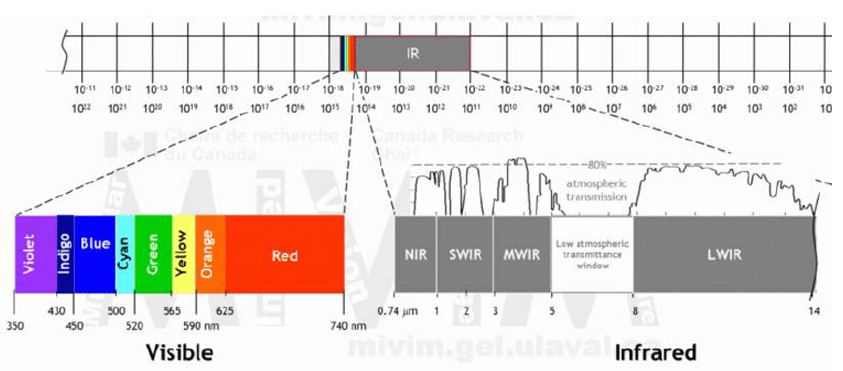 mivim.gel.ulaval.ca
IR
10-11 10-12 10-13 10-14 10-15 10-16 10-17 10-18 10-19 10-20 10-21 10-22 10-23 10-24 10-25 10-26 10-27 10-28 10-29 10-30 10-31 10
10²² 10²¹ 10²⁰ 10¹⁹ 10¹⁸ 10¹⁷ 10¹⁶ 10¹⁵ 10¹⁴ 10¹³ 10¹² 10¹¹ 10¹⁰ 10⁹ 10⁸ 10⁷ 10⁶ 10⁵ 10⁴ 10³ 10² 10
Chaire de recherche
du Canada
Canada Research
Chair
80%
atmospheric
transmission
Violet
Indigo
Blue
Cyan
Green
Yellow
Orange
Red
NIR
SWIR
MWIR
Low atmospheric
transmittance
window
LWIR
430 500 565 625
350 450 520 590 nm 740 nm
0.74 µm 1 2 3 5 8 14
Visible
Infrared
mivim.gel.ulaval.ca